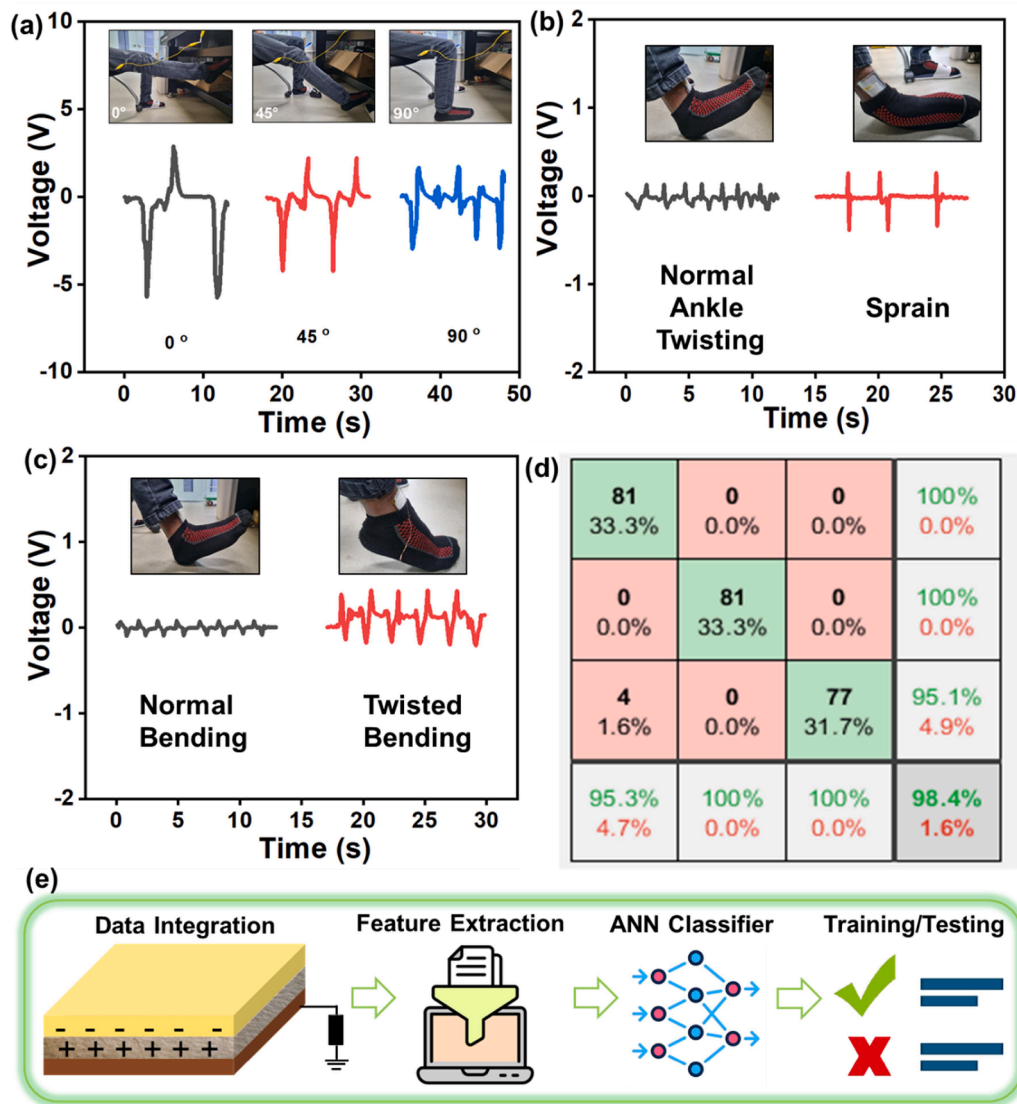 (a)
10
5
0
-5
-10
Voltage (V)
0°
45°
90°
0 °
45 °
90 °
0 10 20 30 40 50
Time (s)
(b)
2
1
0
-1
-2
Voltage (V)
Normal
Ankle
Twisting
Sprain
0 5 10 15 20 25 30
Time (s)
(c)
2
1
0
-1
-2
Voltage (V)
Normal
Bending
Twisted
Bending
0 5 10 15 20 25 30
Time (s)
(d)
81 0 0 100%
33.3% 0.0% 0.0% 0.0%
0 81 0 100%
0.0% 33.3% 0.0% 0.0%
4 0 77 95.1%
1.6% 0.0% 31.7% 4.9%
95.3% 100% 100% 98.4%
4.7% 0.0% 0.0% 1.6%
(e)
Data Integration
Feature Extraction
ANN Classifier
Training/Testing
- - - - - -
+ + + + + +